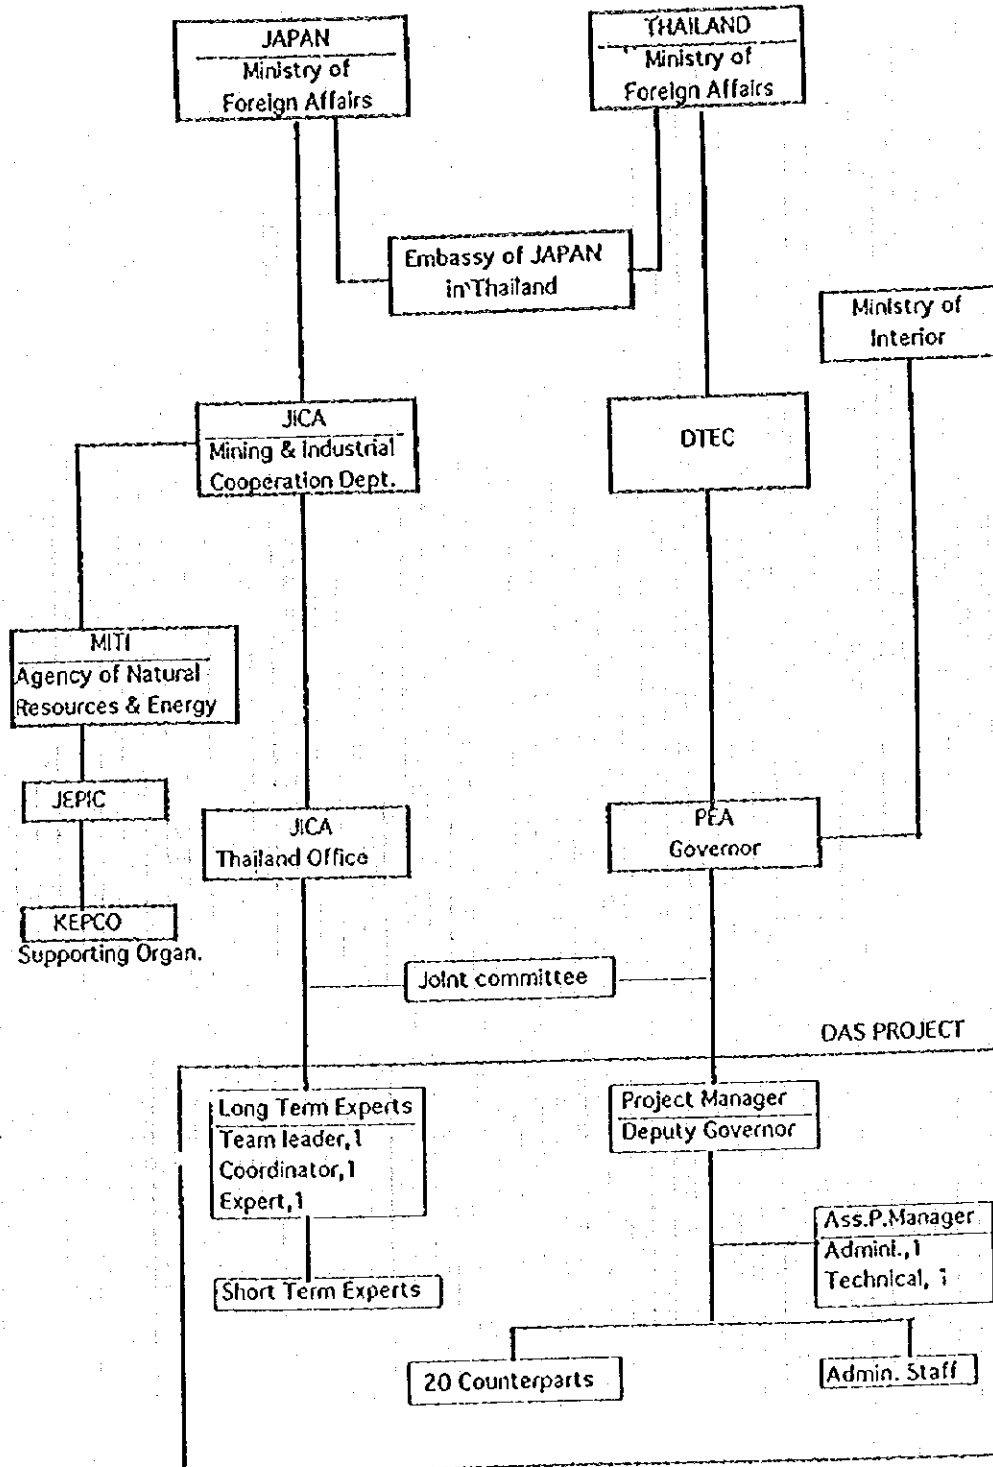 JAPAN
Ministry of
Foreign Affairs
THAILAND
Ministry of
Foreign Affairs
Embassy of JAPAN
in Thailand
Ministry of
Interior
JICA
Mining & Industrial
Cooperation Dept.
DTEC
MITI
Agency of Natural
Resources & Energy
JEPIC
JICA
Thailand Office
PEA
Governor
KEPCO
Supporting Organ.
Joint committee
DAS PROJECT
Long Term Experts
Team leader,1
Coordinator,1
Expert,1
Project Manager
Deputy Governor
Ass.P.Manager
Admini.,1
Technical, 1
Short Term Experts
20 Counterparts
Admin. Staff